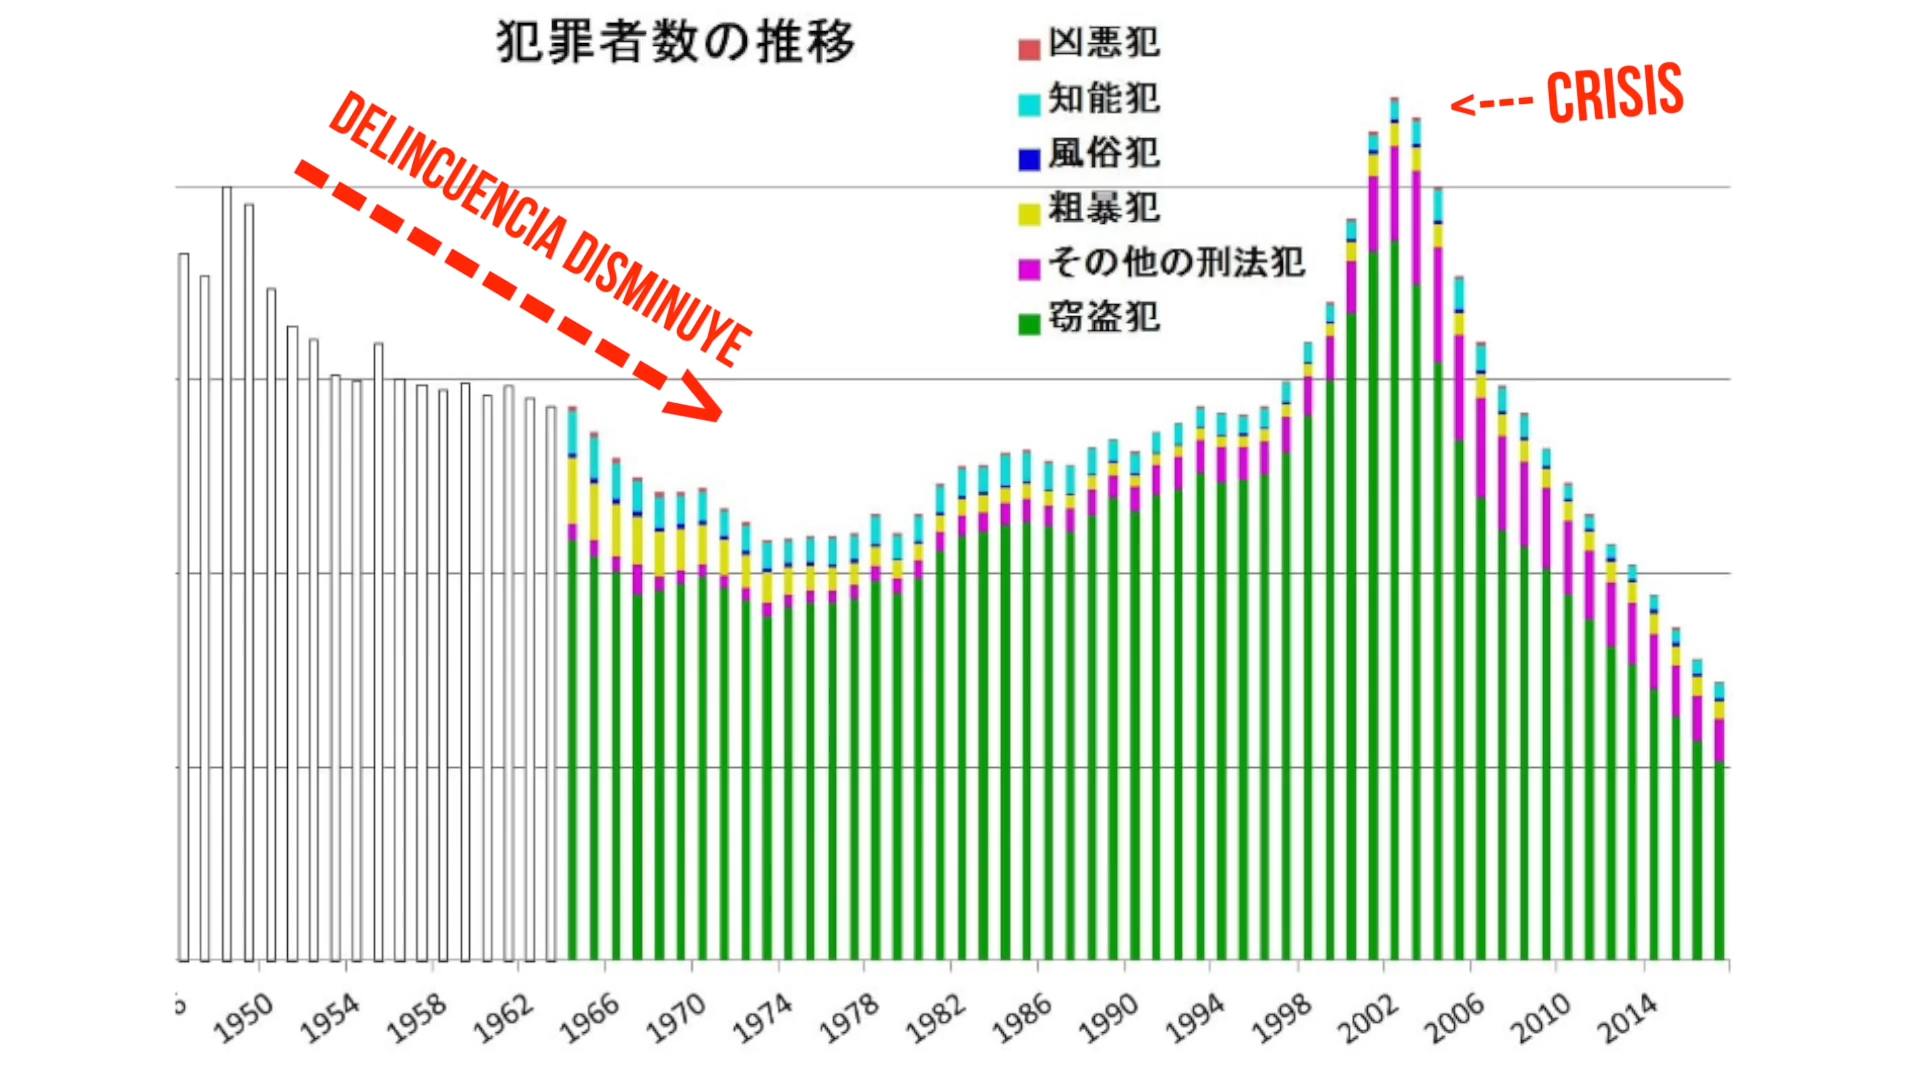 犯罪者数の推移
凶悪犯
知能犯
風俗犯
粗暴犯
その他の刑法犯
窃盗犯
DELINCUENCIA DISMINUYE
<--- CRISIS
6 1950 1954 1958 1962 1966 1970 1974 1978 1982 1986 1990 1994 1998 2002 2006 2010 2014